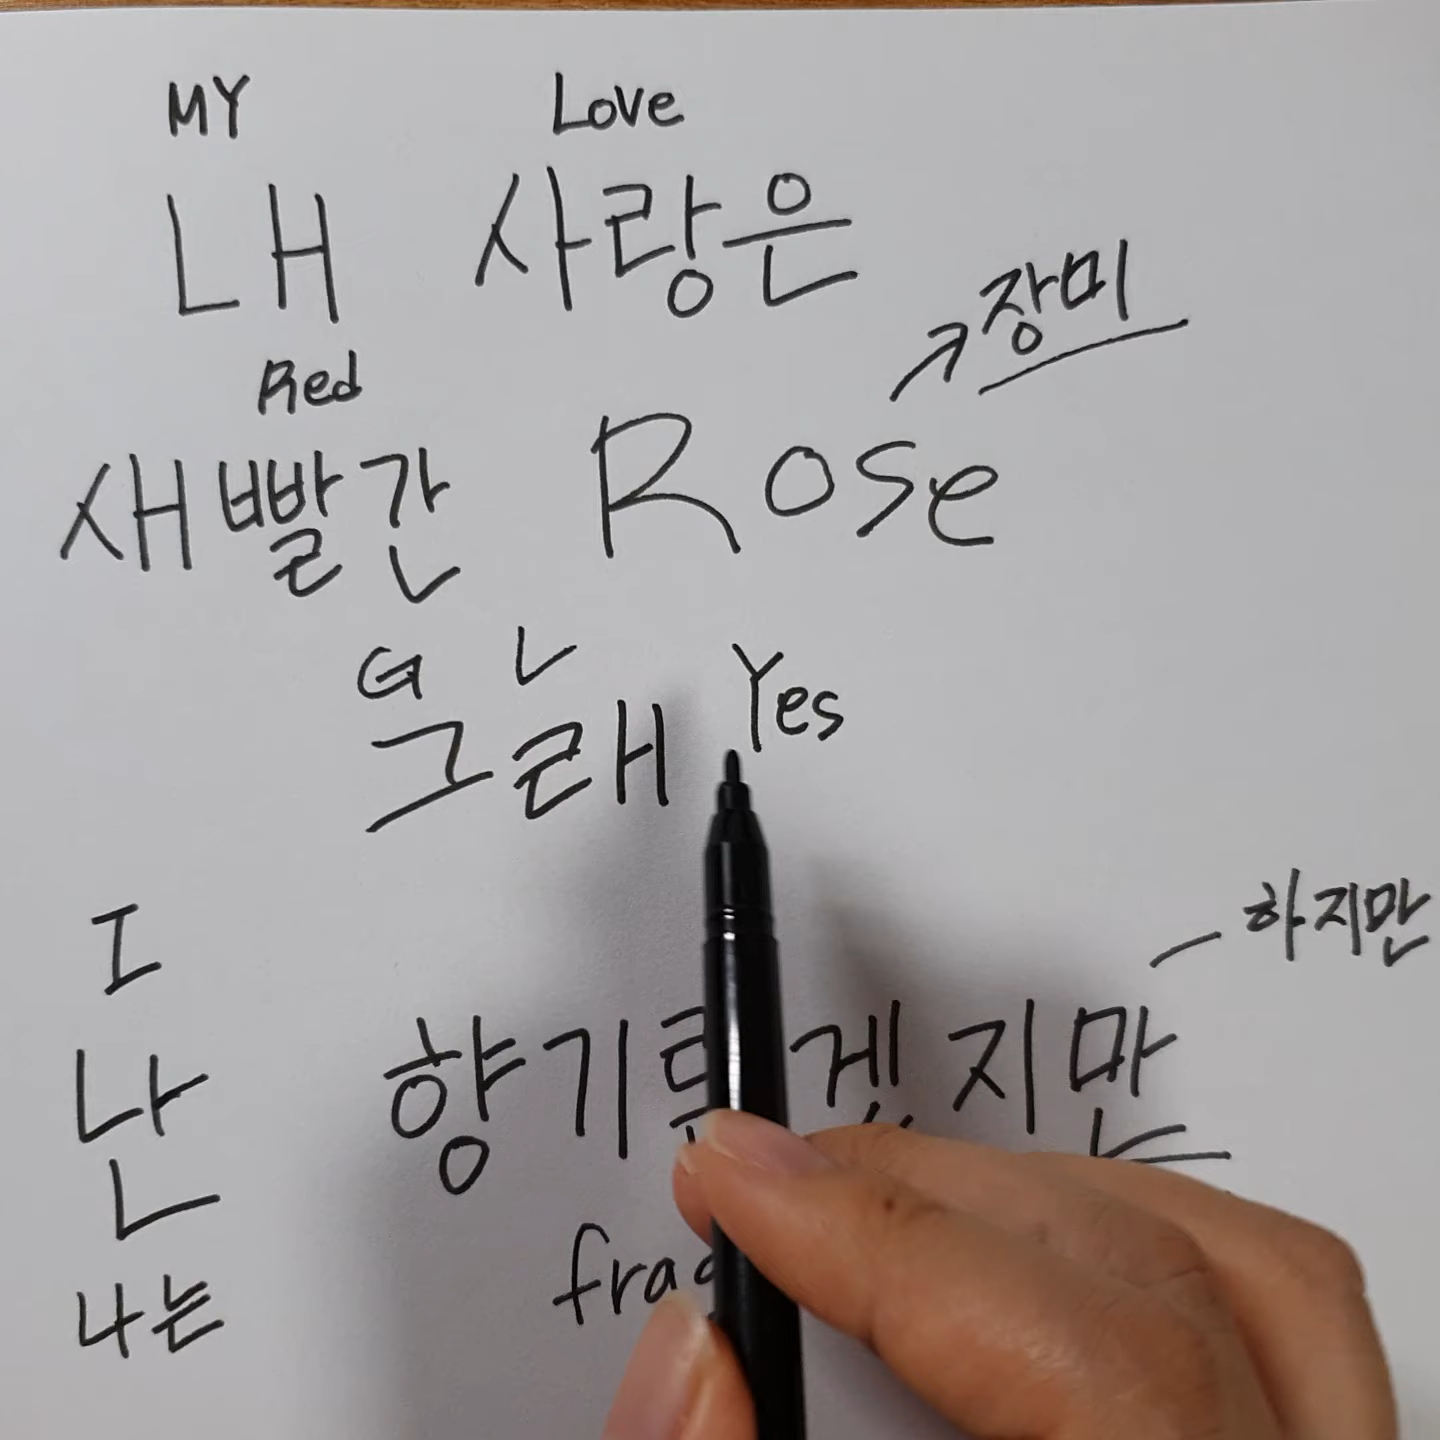 MY Love
내 사랑은
장미
Red
새빨간 Rose
G L
그래 Yes
I
하지만
난 향기 지만
나는